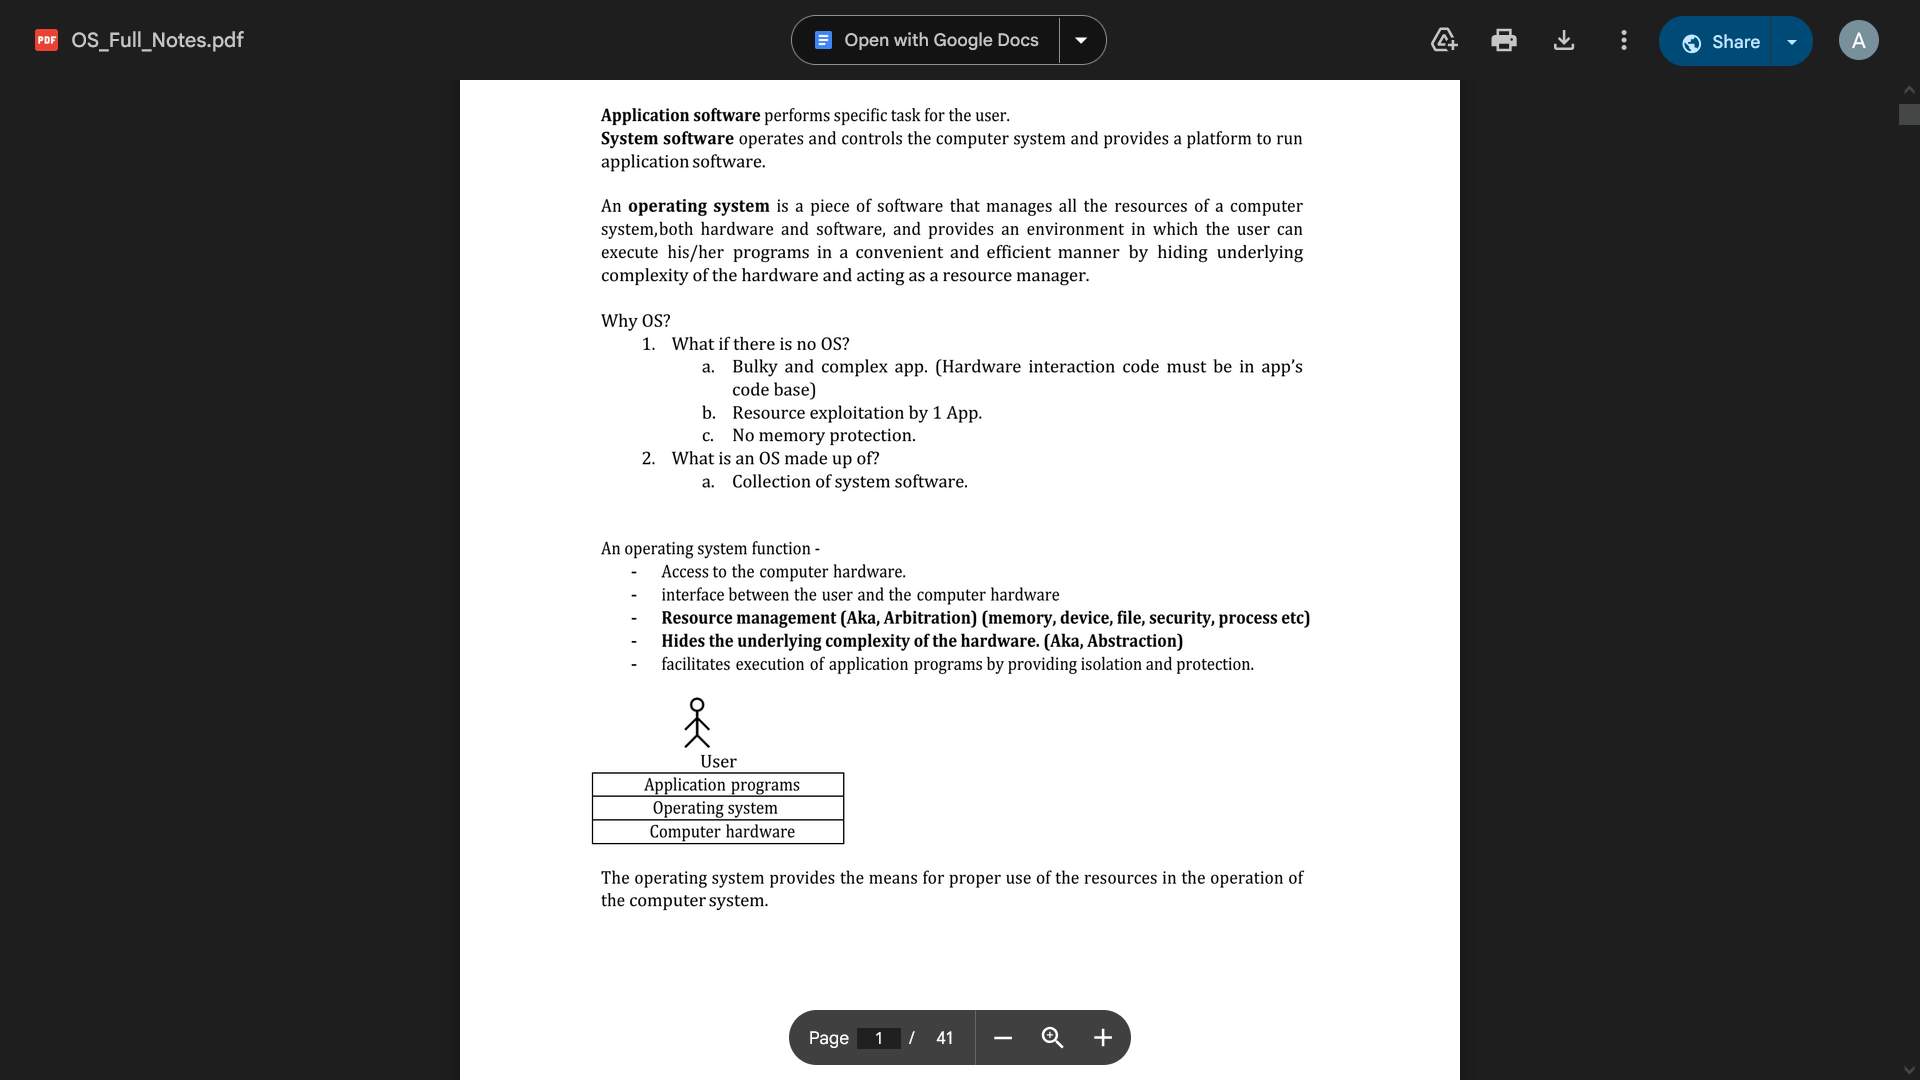 PDF
OS_Full_Notes.pdf
Open with Google Docs
Share
A
Application software performs specific task for the user.
System software operates and controls the computer system and provides a platform to run
application software.
An operating system is a piece of software that manages all the resources of a computer
system,both hardware and software, and provides an environment in which the user can
execute his/her programs in a convenient and efficient manner by hiding underlying
complexity of the hardware and acting as a resource manager.
Why OS?
1. What if there is no OS?
a. Bulky and complex app. (Hardware interaction code must be in app’s
code base)
b. Resource exploitation by 1 App.
c. No memory protection.
2. What is an OS made up of?
a. Collection of system software.
An operating system function -
- Access to the computer hardware.
- interface between the user and the computer hardware
- Resource management (Aka, Arbitration) (memory, device, file, security, process etc)
- Hides the underlying complexity of the hardware. (Aka, Abstraction)
- facilitates execution of application programs by providing isolation and protection.
User
Application programs
Operating system
Computer hardware
The operating system provides the means for proper use of the resources in the operation of
the computer system.
Page 1 / 41